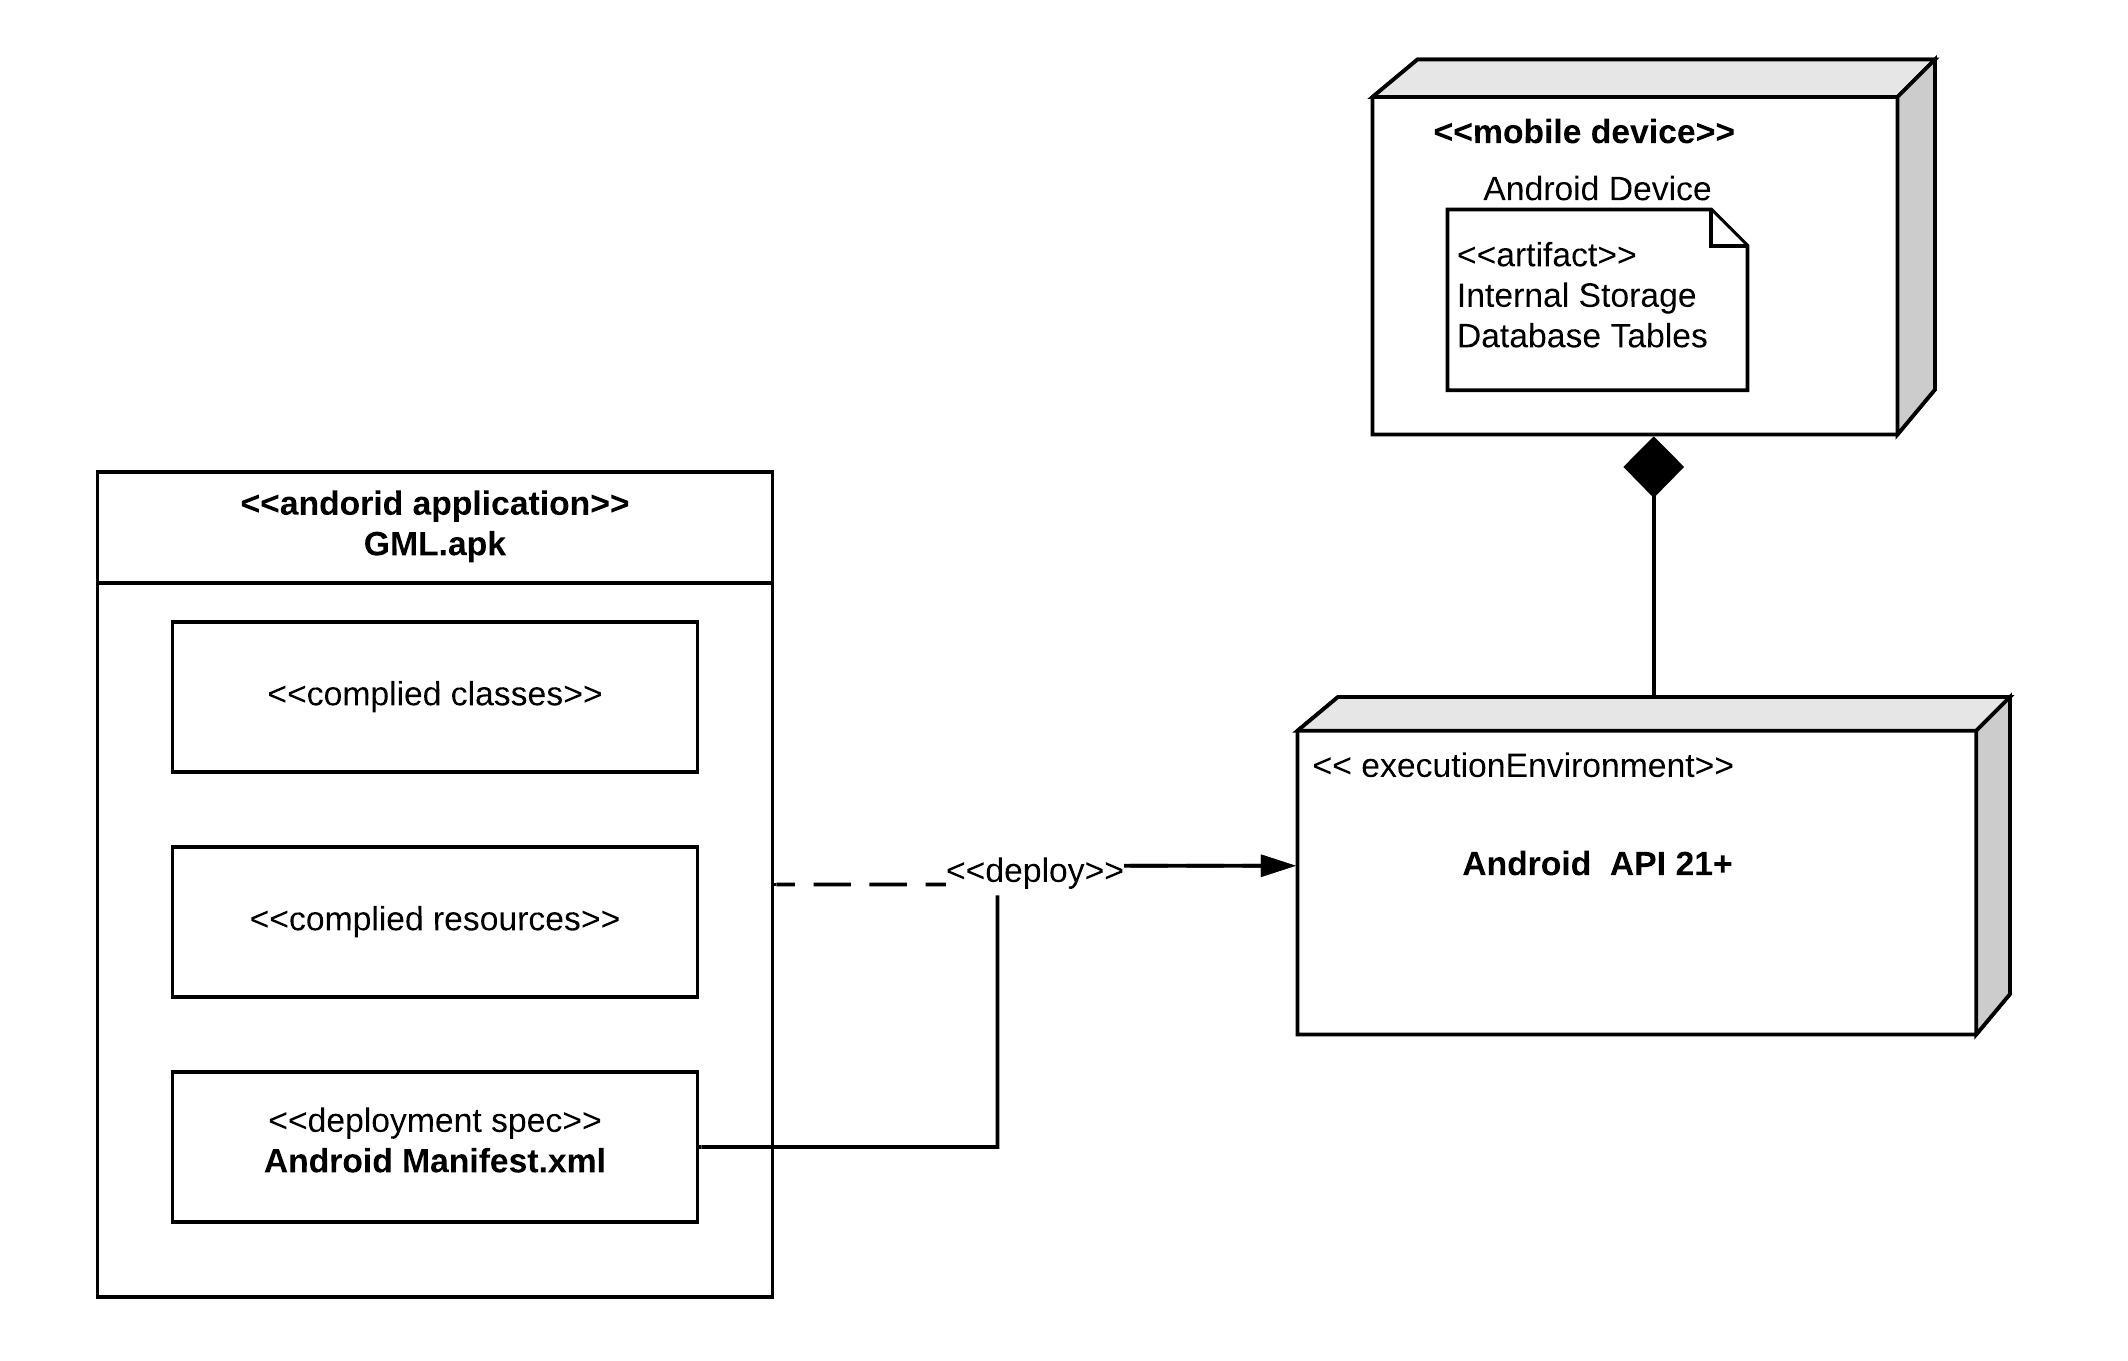 <<mobile device>>
Android Device
<<artifact>>
Internal Storage
Database Tables
<<andorid application>>
GML.apk
<<complied classes>>
<<complied resources>>
<<deployment spec>>
Android Manifest.xml
<<deploy>>
<< executionEnvironment>>
Android  API 21+